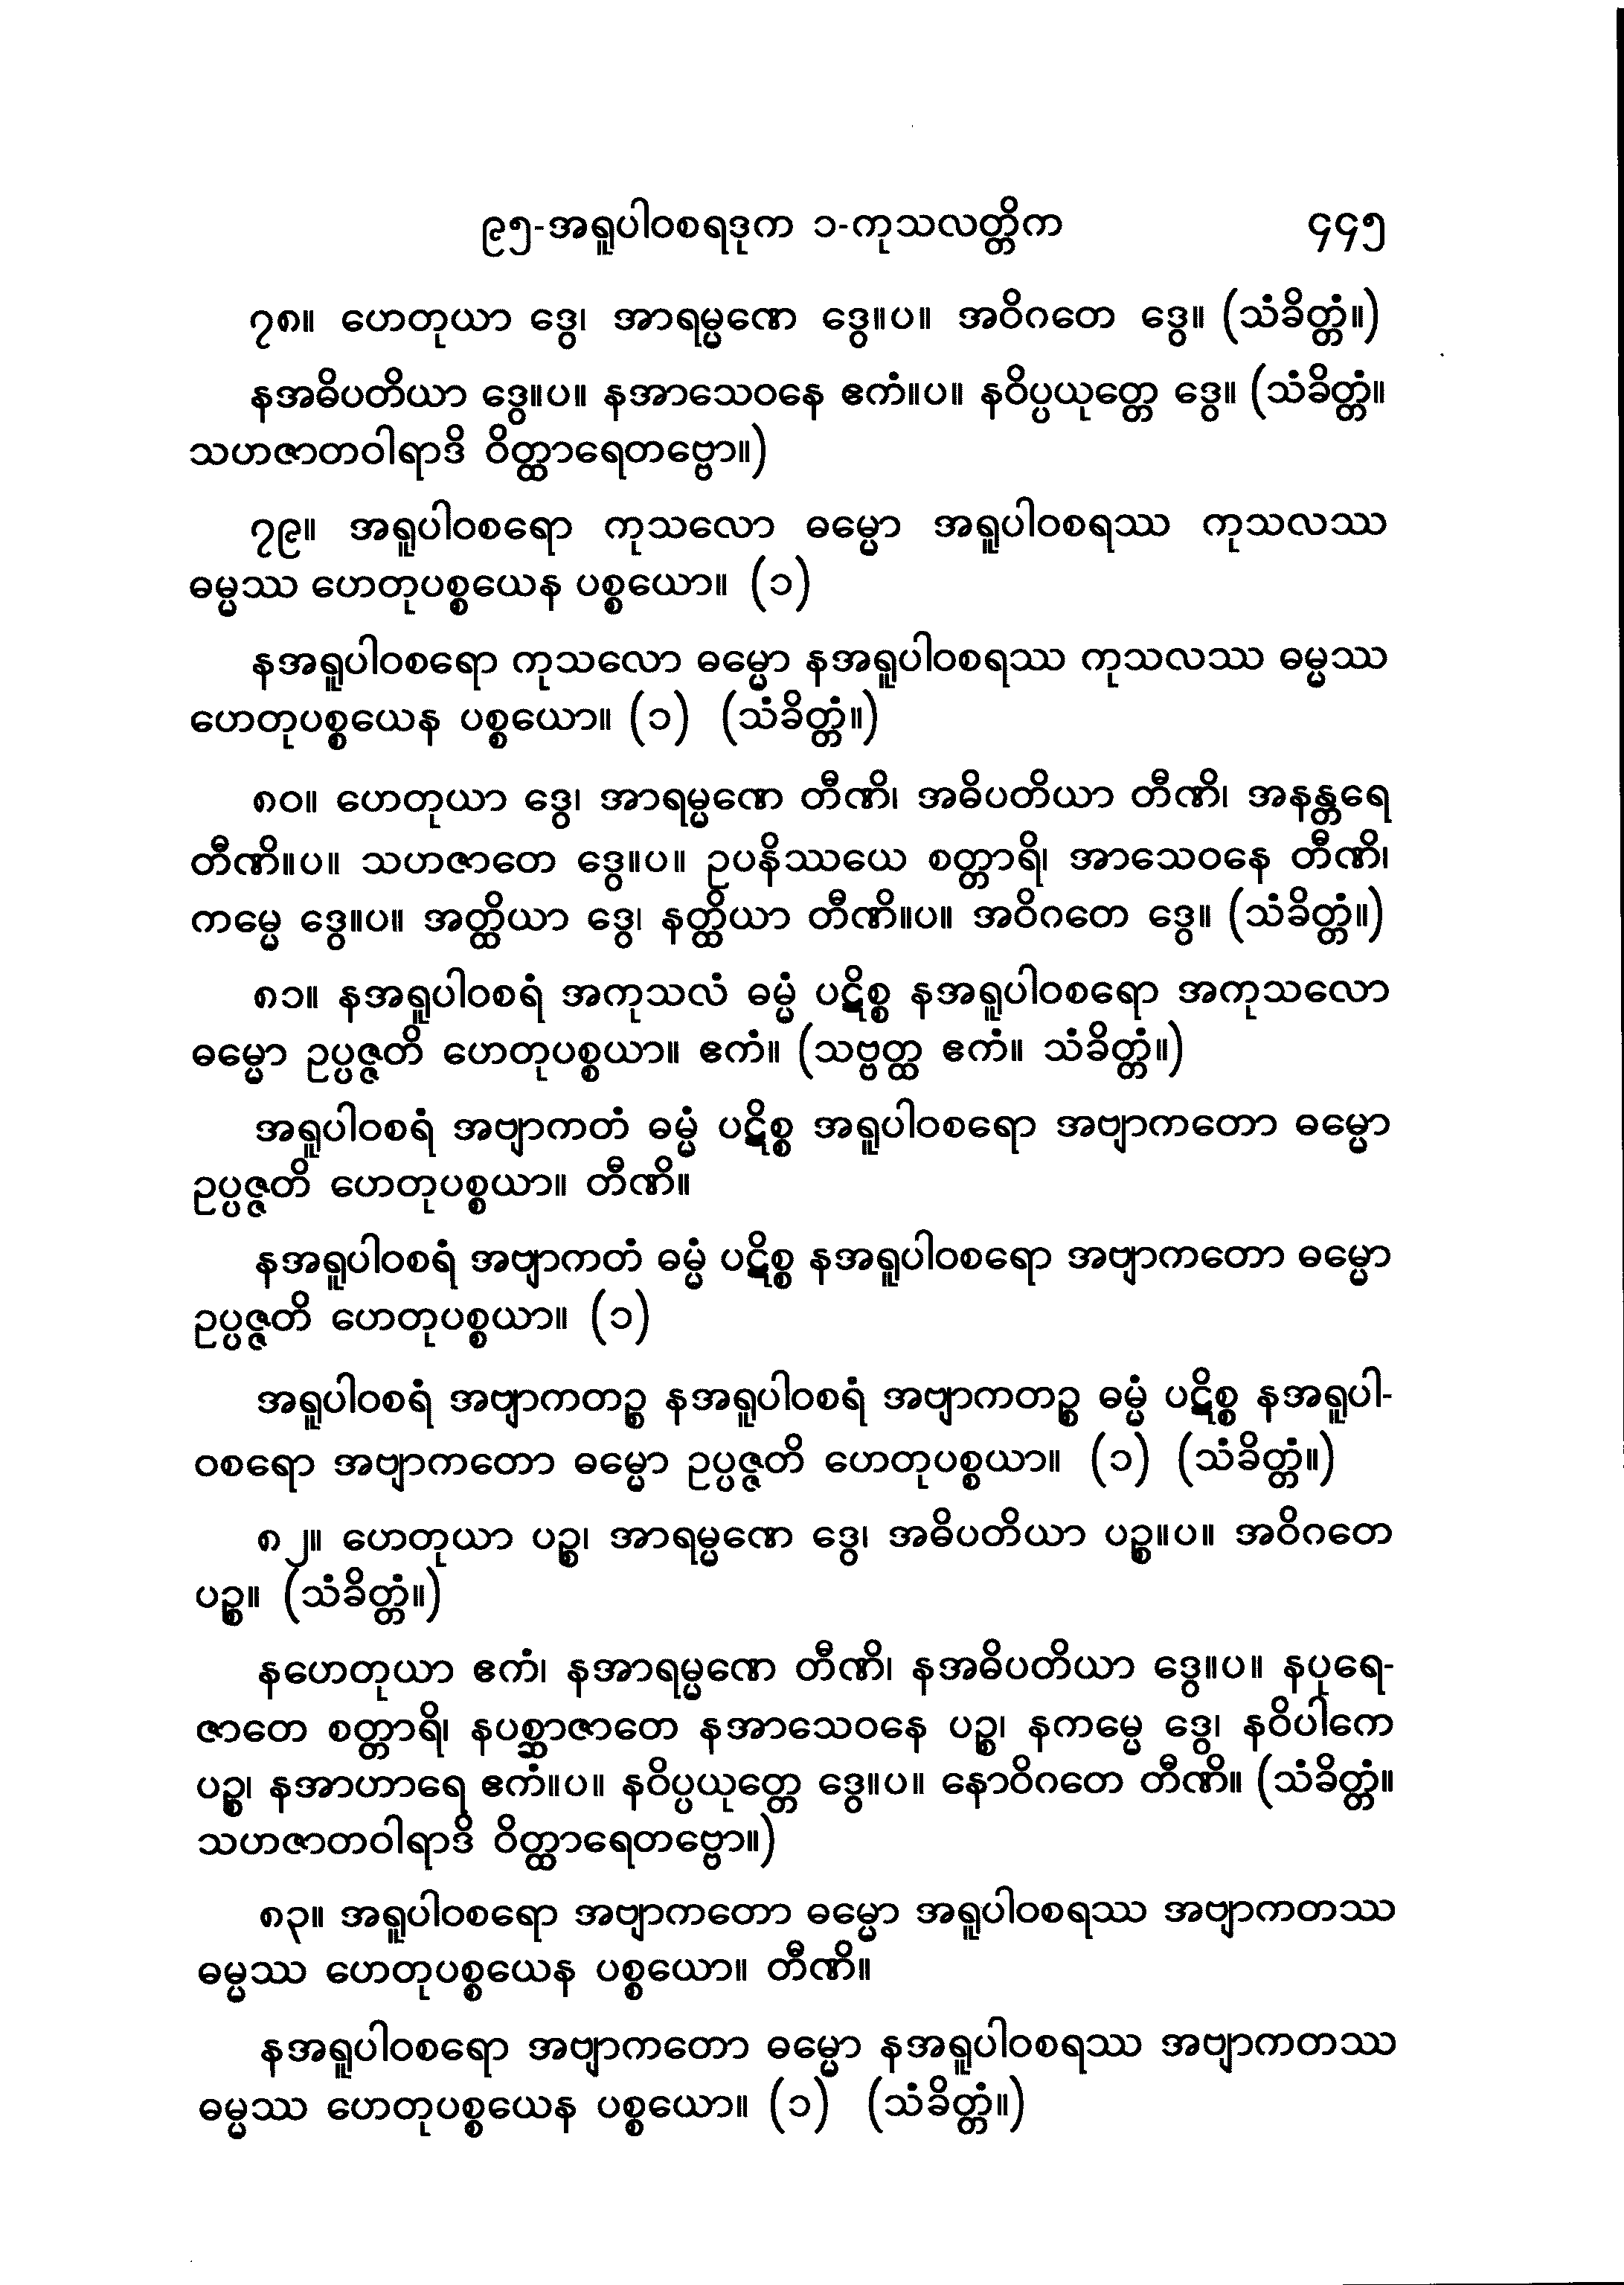 ၉၅-အရူပါဝစရဒုက ၁-ကုသလတ္တိက ၄၄၅
၇၈။ ဟေတုယာ ဒွေ၊ အာရမ္မဏေ ဒွေ။ပ။ အဝိဂတေ ဒွေ။ (သံခိတ္တံ။)
နအဓိပတိယာ ဒွေ။ပ။ နအာသေဝနေ ဧကံ။ပ။ နဝိပ္ပယုတ္တေ ဒွေ။ (သံခိတ္တံ။
သဟဇာတဝါရာဒိ ဝိတ္ထာရေတဗ္ဗော။)
၇၉။ အရူပါဝစရော ကုသလော ဓမ္မော အရူပါဝစရဿ ကုသလဿ
ဓမ္မဿ ဟေတုပစ္စယေန ပစ္စယော။ (၁)
နအရူပါဝစရော ကုသလော ဓမ္မော နအရူပါဝစရဿ ကုသလဿ ဓမ္မဿ
ဟေတုပစ္စယေန ပစ္စယော။ (၁) (သံခိတ္တံ။)
၈၀။ ဟေတုယာ ဒွေ၊ အာရမ္မဏေ တီဏိ၊ အဓိပတိယာ တီဏိ၊ အနန္တရေ
တီဏိ။ပ။ သဟဇာတေ ဒွေ။ပ။ ဥပနိဿယေ စတ္တာရိ၊ အာသေဝနေ တီဏိ၊
ကမ္မေ ဒွေ။ပ။ အတ္ထိယာ ဒွေ၊ နတ္ထိယာ တီဏိ။ပ။ အဝိဂတေ ဒွေ။ (သံခိတ္တံ။)
၈၁။ နအရူပါဝစရံ အကုသလံ ဓမ္မံ ပဋိစ္စ နအရူပါဝစရော အကုသလော
ဓမ္မော ဥပ္ပဇ္ဇတိ ဟေတုပစ္စယာ။ ဧကံ။ (သဗ္ဗတ္ထ ဧကံ။ သံခိတ္တံ။)
အရူပါဝစရံ အဗျာကတံ ဓမ္မံ ပဋိစ္စ အရူပါဝစရော အဗျာကတော ဓမ္မော
ဥပ္ပဇ္ဇတိ ဟေတုပစ္စယာ။ တီဏိ။
နအရူပါဝစရံ အဗျာကတံ ဓမ္မံ ပဋိစ္စ နအရူပါဝစရော အဗျာကတော ဓမ္မော
ဥပ္ပဇ္ဇတိ ဟေတုပစ္စယာ။ (၁)
အရူပါဝစရံ အဗျာကတဉ္စ နအရူပါဝစရံ အဗျာကတဉ္စ ဓမ္မံ ပဋိစ္စ နအရူပါ-
ဝစရော အဗျာကတော ဓမ္မော ဥပ္ပဇ္ဇတိ ဟေတုပစ္စယာ။ (၁) (သံခိတ္တံ။)
၈၂။ ဟေတုယာ ပဉ္စ၊ အာရမ္မဏေ ဒွေ၊ အဓိပတိယာ ပဉ္စ။ပ။ အဝိဂတေ
ပဉ္စ။ (သံခိတ္တံ။)
နဟေတုယာ ဧကံ၊ နအာရမ္မဏေ တီဏိ၊ နအဓိပတိယာ ဒွေ။ပ။ နပုရေ-
ဇာတေ စတ္တာရိ၊ နပစ္ဆာဇာတေ နအာသေဝနေ ပဉ္စ၊ နကမ္မေ ဒွေ၊ နဝိပါကေ
ပဉ္စ၊ နအာဟာရေ ဧကံ။ပ။ နဝိပ္ပယုတ္တေ ဒွေ။ပ။ နောဝိဂတေ တီဏိ။ (သံခိတ္တံ။
သဟဇာတဝါရာဒိ ဝိတ္ထာရေတဗ္ဗော။)
၈၃။ အရူပါဝစရော အဗျာကတော ဓမ္မော အရူပါဝစရဿ အဗျာကတဿ
ဓမ္မဿ ဟေတုပစ္စယေန ပစ္စယော။ တီဏိ။
နအရူပါဝစရော အဗျာကတော ဓမ္မော နအရူပါဝစရဿ အဗျာကတဿ
ဓမ္မဿ ဟေတုပစ္စယေန ပစ္စယော။ (၁) (သံခိတ္တံ။)